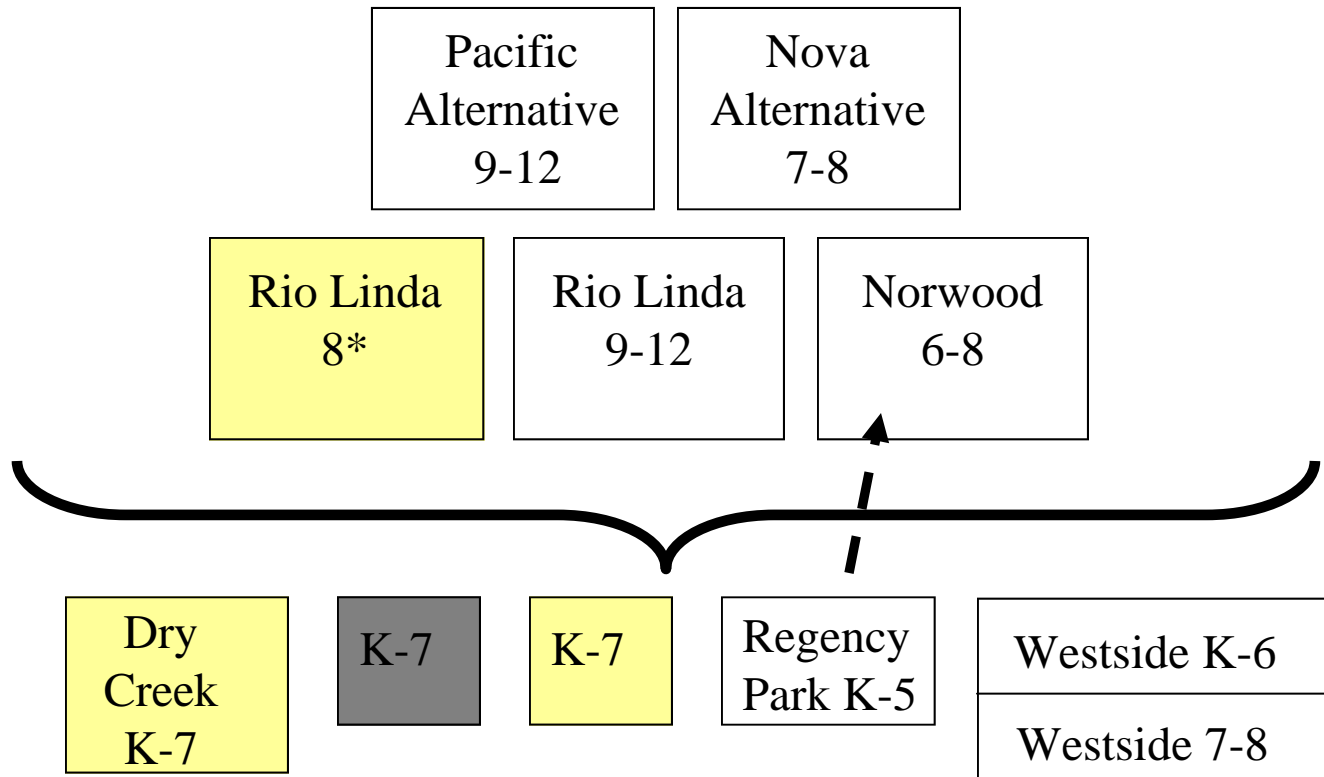 Pacific
Alternative
9-12
Nova
Alternative
7-8
Rio Linda
8*
Rio Linda
9-12
Norwood
6-8
Dry
Creek
K-7
K-7
K-7
Regency
Park K-5
Westside K-6
Westside 7-8